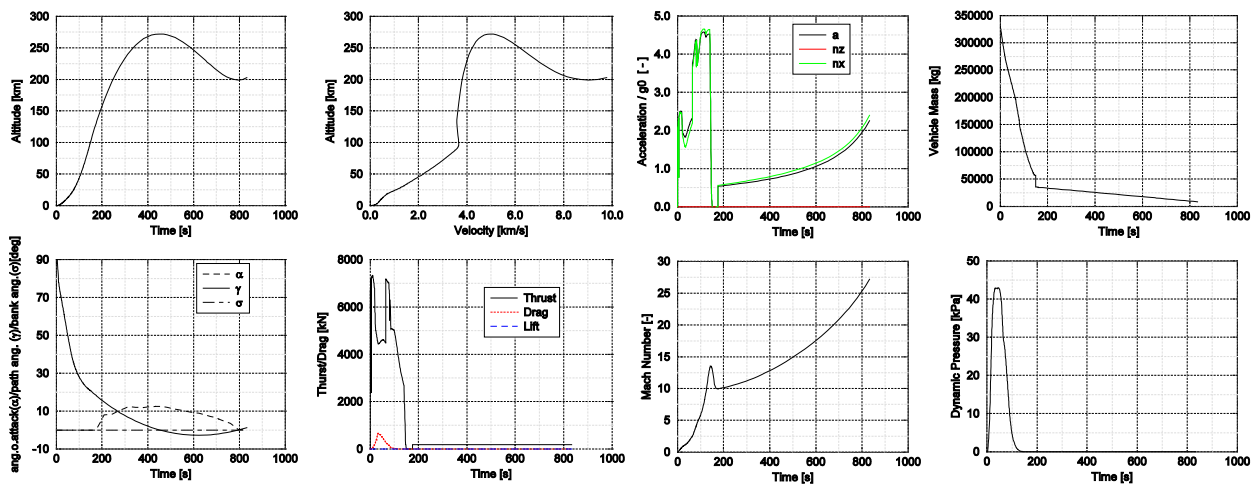 300
250
200
150
100
50
0
Altitude [km]
0 200 400 600 800 1000
Time [s]
300
250
200
150
100
50
0
Altitude [km]
0.0 2.0 4.0 6.0 8.0 10.0
Velocity [km/s]
5.0
4.0
3.0
2.0
1.0
0.0
Acceleration / g0 [ - ]
a
nz
nx
0 200 400 600 800 1000
Time [s]
350000
300000
250000
200000
150000
100000
50000
0
Vehicle Mass [kg]
0 200 400 600 800 1000
Time [s]
90
70
50
30
10
-10
ang.o.attack(α)/path ang. (γ)/bank ang.(σ)[deg]
α
γ
σ
0 200 400 600 800 1000
Time [s]
8000
6000
4000
2000
0
Thurst/Drag [kN]
Thrust
Drag
Lift
0 200 400 600 800 1000
Time [s]
30
25
20
15
10
5
0
Mach Number [-]
0 200 400 600 800 1000
Time [s]
50
40
30
20
10
0
Dynamic Pressure [kPa]
0 200 400 600 800 1000
Time [s]